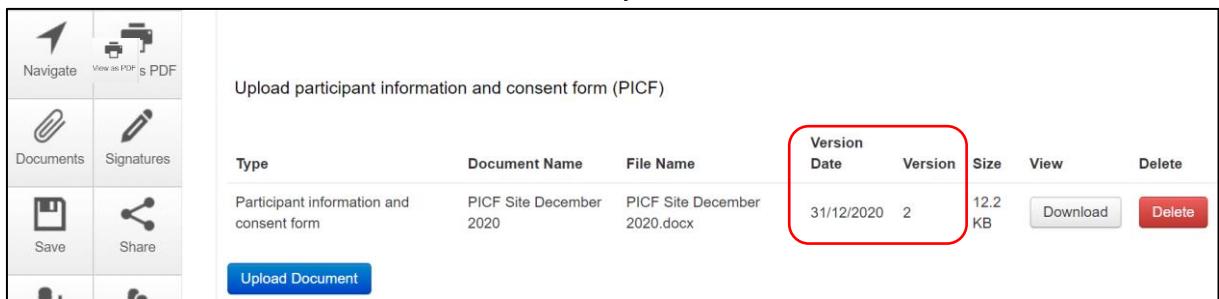 Navigate
View as PDF
s PDF
Documents
Signatures
Save
Share
Upload participant information and consent form (PICF)
Type Document Name File Name Version Date Version Size View Delete
Participant information and consent form PICF Site December 2020 PICF Site December 2020.docx 31/12/2020 2 12.2 KB Download Delete
Upload Document